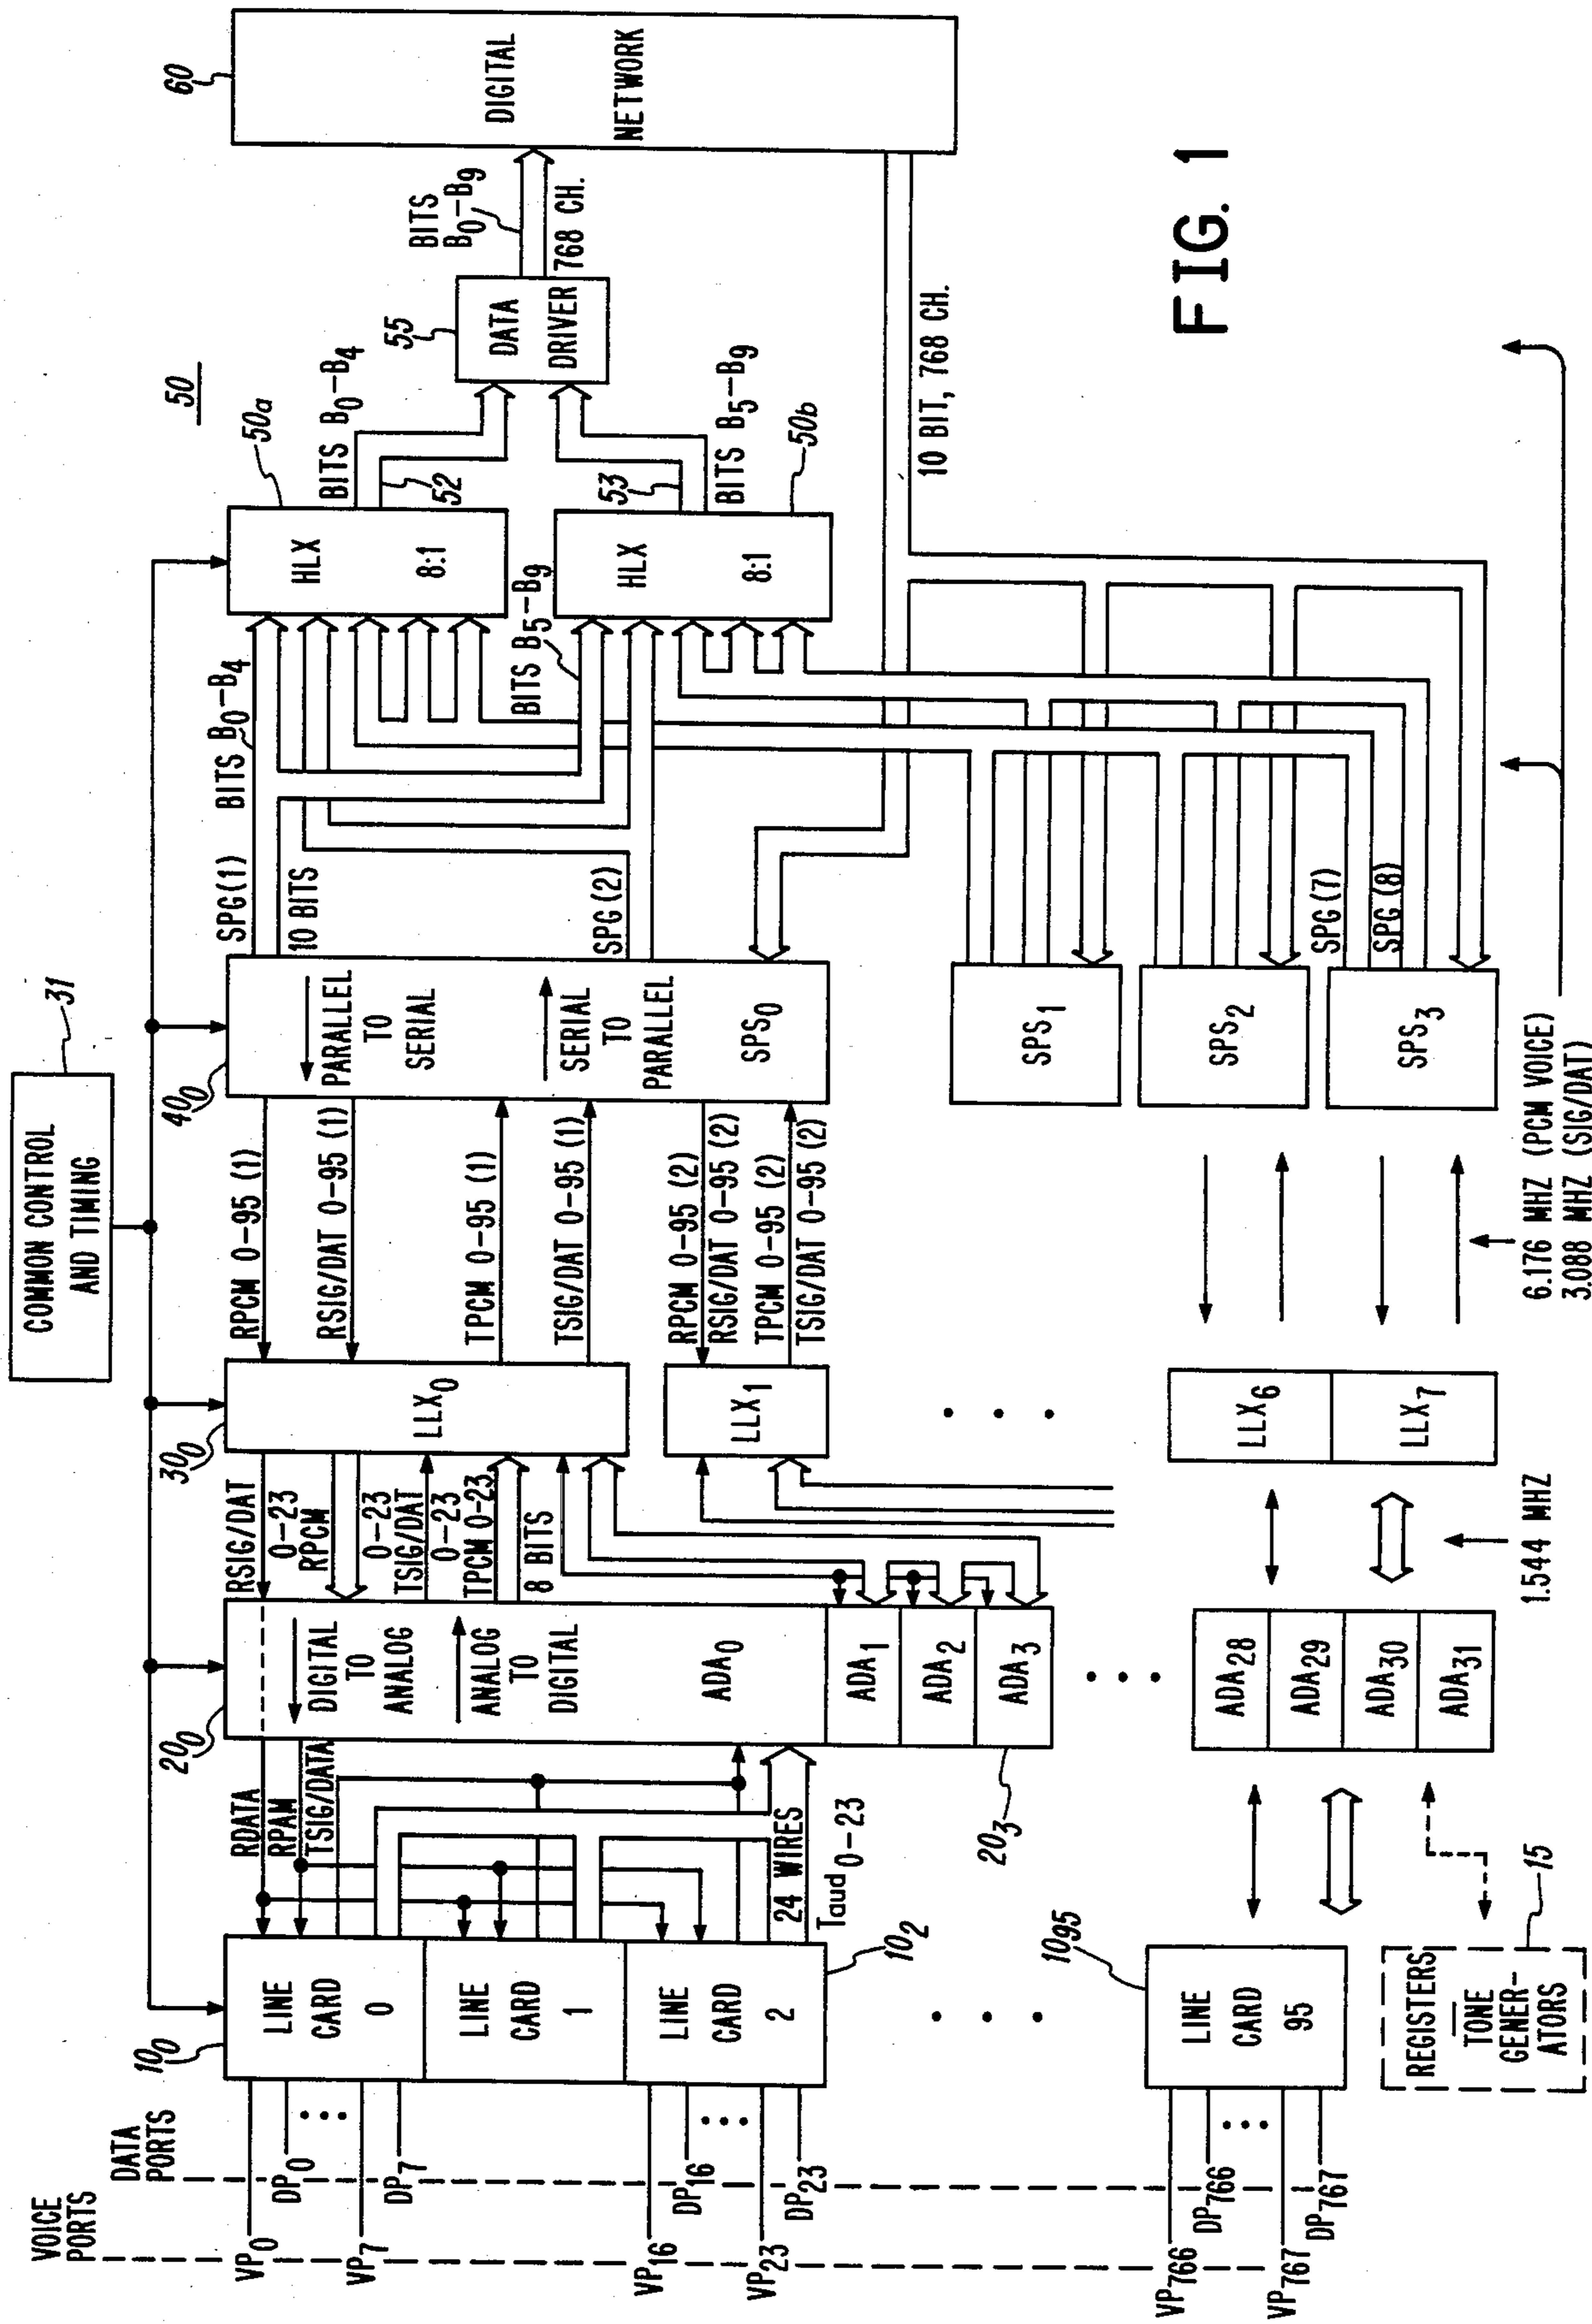 VOICE
PORTS
DATA
PORTS
VP0
DP0
VP7
DP7
VP16
DP16
VP23
DP23
VP766
DP766
VP767
DP767
100
LINE
CARD
0
LINE
CARD
1
LINE
CARD
2
102
1095
LINE
CARD
95
REGISTERS
TONE
GENER-
ATORS
15
RDATA
RPAM
TSIG/DATA
24 WIRES
Taud0-23
200
DIGITAL
TO
ANALOG
ANALOG
TO
DIGITAL
ADA0
ADA1
ADA2
ADA3
203
ADA28
ADA29
ADA30
ADA31
RSIG/DAT
0-23
RPCM
0-23
TSIG/DAT
0-23
TPCM 0-23
8 BITS
1.544 MHZ
300
LLX0
LLX1
LLX6
LLX7
COMMON CONTROL
AND TIMING
31
RPCM 0-95 (1)
RSIG/DAT 0-95 (1)
TPCM 0-95 (1)
TSIG/DAT 0-95 (1)
RPCM 0-95 (2)
RSIG/DAT 0-95 (2)
TPCM 0-95 (2)
TSIG/DAT 0-95 (2)
6.176 MHZ (PCM VOICE)
3.088 MHZ (SIG/DAT)
400
PARALLEL
TO
SERIAL
SERIAL
TO
PARALLEL
SPS0
SPS1
SPS2
SPS3
SPG(1)
10 BITS
SPG(2)
SPG(7)
SPG(8)
BITS B0-B4
BITS B5-B9
50
50a
HLX
8:1
HLX
8:1
50b
BITS B0-B4
52
53
BITS B5-B9
55
DATA
DRIVER
BITS
B0-B9
768 CH.
10 BIT, 768 CH.
60
DIGITAL
NETWORK
FIG. 1